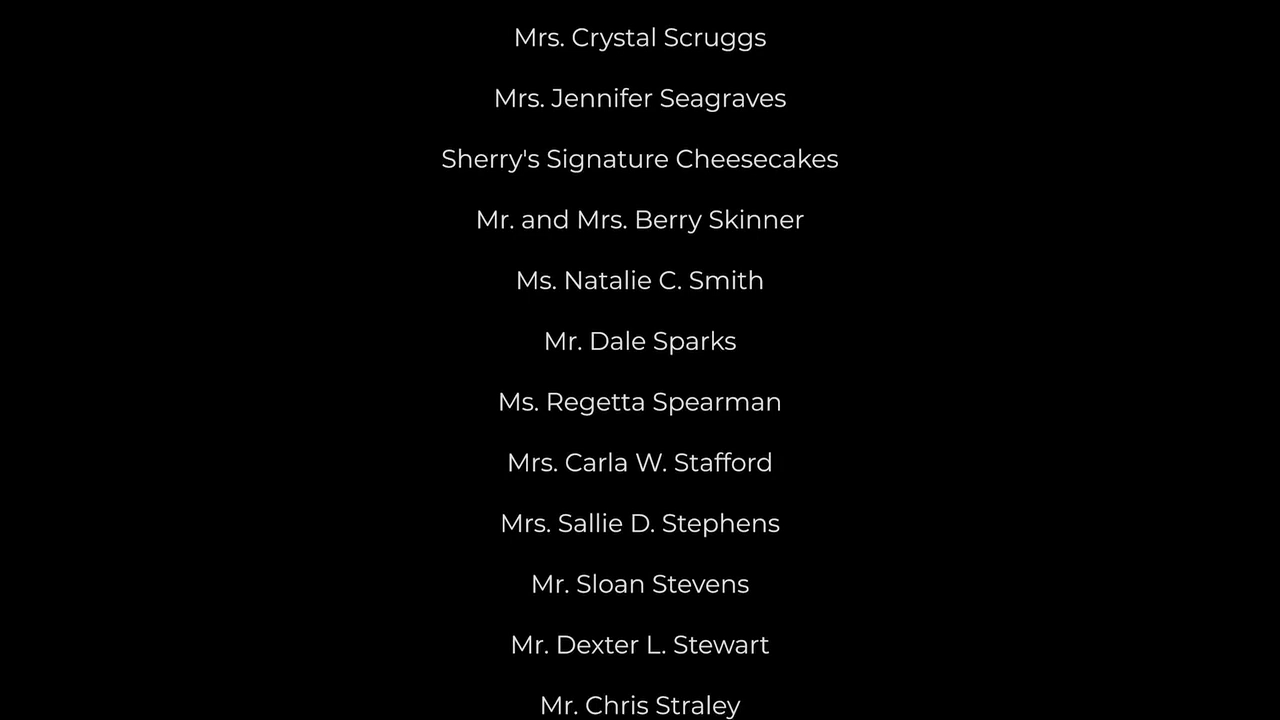 Mrs. Crystal Scruggs
Mrs. Jennifer Seagraves
Sherry's Signature Cheesecakes
Mr. and Mrs. Berry Skinner
Ms. Natalie C. Smith
Mr. Dale Sparks
Ms. Regetta Spearman
Mrs. Carla W. Stafford
Mrs. Sallie D. Stephens
Mr. Sloan Stevens
Mr. Dexter L. Stewart
Mr. Chris Straley